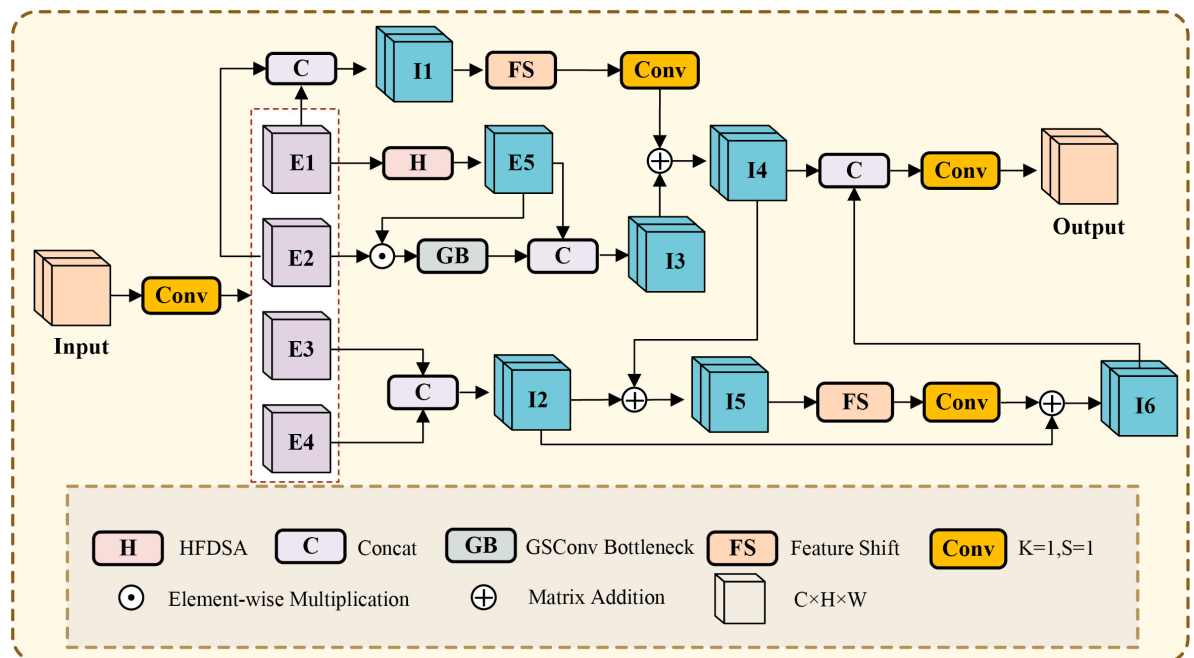 C
I1
FS
Conv
E1
H
E5
I4
C
Conv
Output
E2
GB
C
I3
Conv
Input
E3
C
I2
I5
FS
Conv
I6
E4
H HFDSA C Concat GB GSConv Bottleneck FS Feature Shift Conv K=1,S=1
Element-wise Multiplication Matrix Addition C×H×W